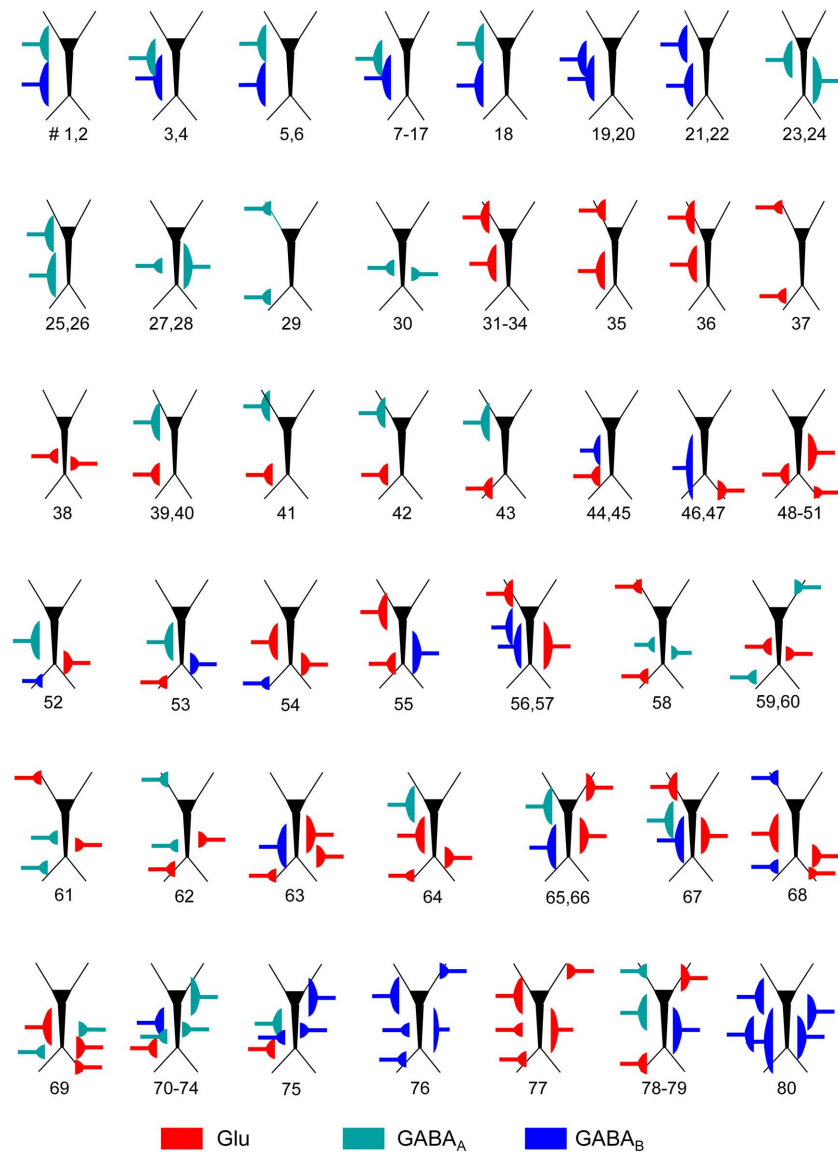 # 1,2 3,4 5,6 7-17 18 19,20 21,22 23,24
25,26 27,28 29 30 31-34 35 36 37
38 39,40 41 42 43 44,45 46,47 48-51
52 53 54 55 56,57 58 59,60
61 62 63 64 65,66 67 68
69 70-74 75 76 77 78-79 80
Glu GABAA GABAB